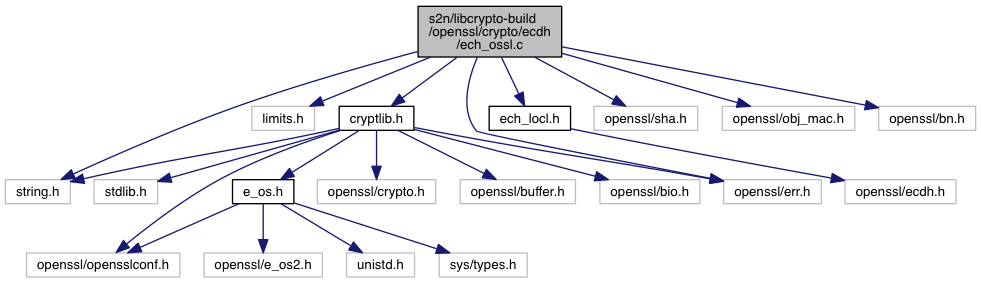 s2n/libcrypto-build
/openssl/crypto/ecdh
/ech_ossl.c
limits.h
cryptlib.h
ech_locl.h
openssl/sha.h
openssl/obj_mac.h
openssl/bn.h
string.h
stdlib.h
e_os.h
openssl/crypto.h
openssl/buffer.h
openssl/bio.h
openssl/err.h
openssl/ecdh.h
openssl/opensslconf.h
openssl/e_os2.h
unistd.h
sys/types.h